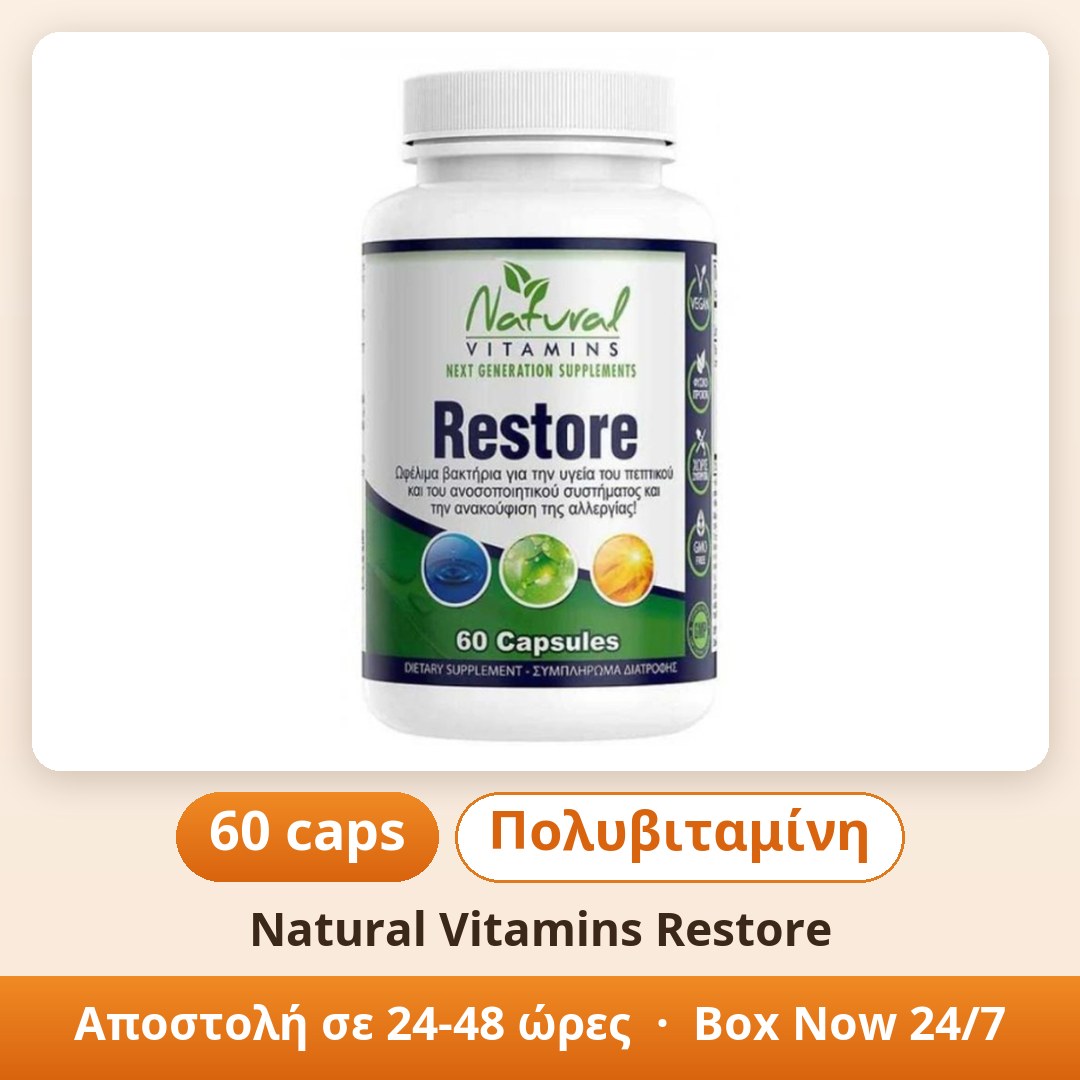 Natural
VITAMINS
NEXT GENERATION SUPPLEMENTS
Restore
Ωφέλιμα βακτήρια για την υγεία του πεπτικού
και του ανοσοποιητικού συστήματος και
την ανακούφιση της αλλεργίας!
60 Capsules
DIETARY SUPPLEMENT - ΣΥΜΠΛΗΡΩΜΑ ΔΙΑΤΡΟΦΗΣ
VEGAN
GMO
FREE
GMP
60 caps
Πολυβιταμίνη
Natural Vitamins Restore
Αποστολή σε 24-48 ώρες · Box Now 24/7